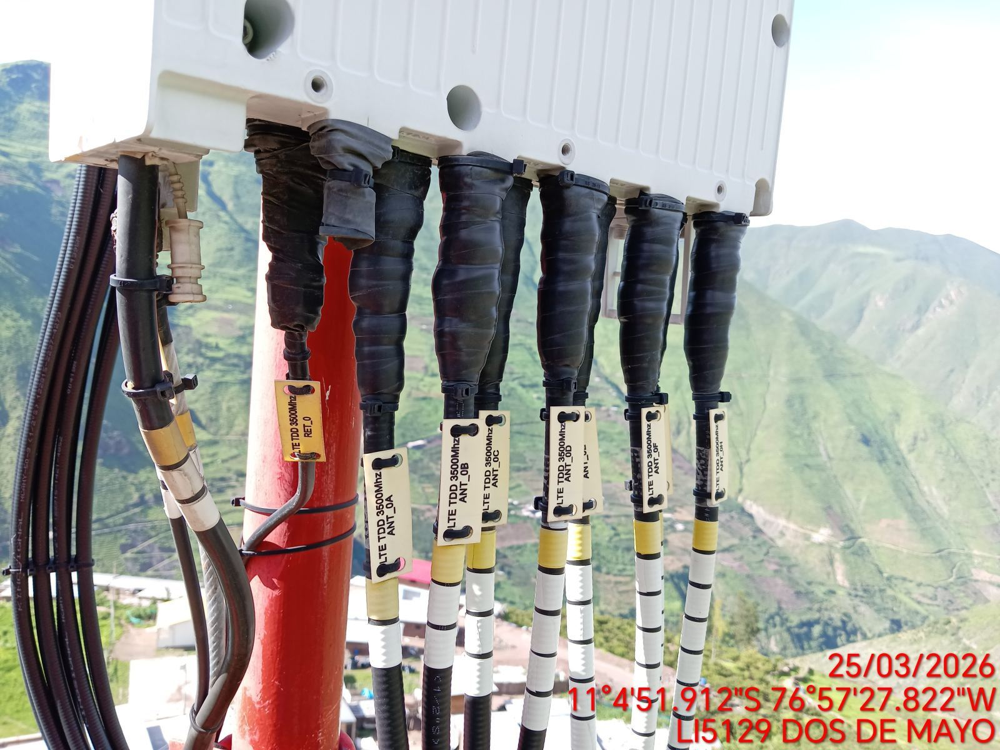 LTE TDD 3500Mhz
RET_0
LTE TDD 3500Mhz
ANT_0A
LTE TDD 3500Mhz
ANT_0B
LTE TDD 3500Mhz
ANT_0C
LTE TDD 3500Mhz
ANT_0D
LTE TDD 3500Mhz
ANT_0F
LTE TDD 3500Mhz
ANT_0H
25/03/2026
11°4'51.912"S 76°57'27.822"W
LI5129 DOS DE MAYO